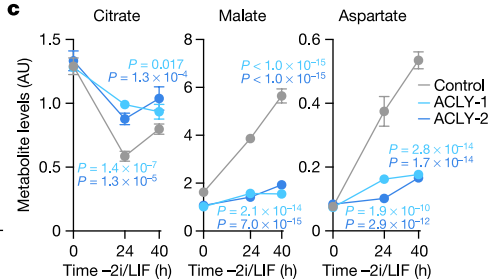 c
Citrate
Malate
Aspartate
Metabolite levels (AU)
1.5
1.0
0.5
0
P = 0.017
P = 1.3 × 10⁻⁴
P = 1.4 × 10⁻⁷
P = 1.3 × 10⁻⁵
0 24 40
Time –2i/LIF (h)
8
6
4
2
0
P < 1.0 × 10⁻¹⁵
P < 1.0 × 10⁻¹⁵
P = 2.1 × 10⁻¹⁴
P = 7.0 × 10⁻¹⁵
0 24 40
Time –2i/LIF (h)
0.6
0.4
0.2
0
Control
ACLY-1
ACLY-2
P = 2.8 × 10⁻¹⁴
P = 1.7 × 10⁻¹⁴
P = 1.9 × 10⁻¹⁰
P = 2.9 × 10⁻¹²
0 24 40
Time –2i/LIF (h)